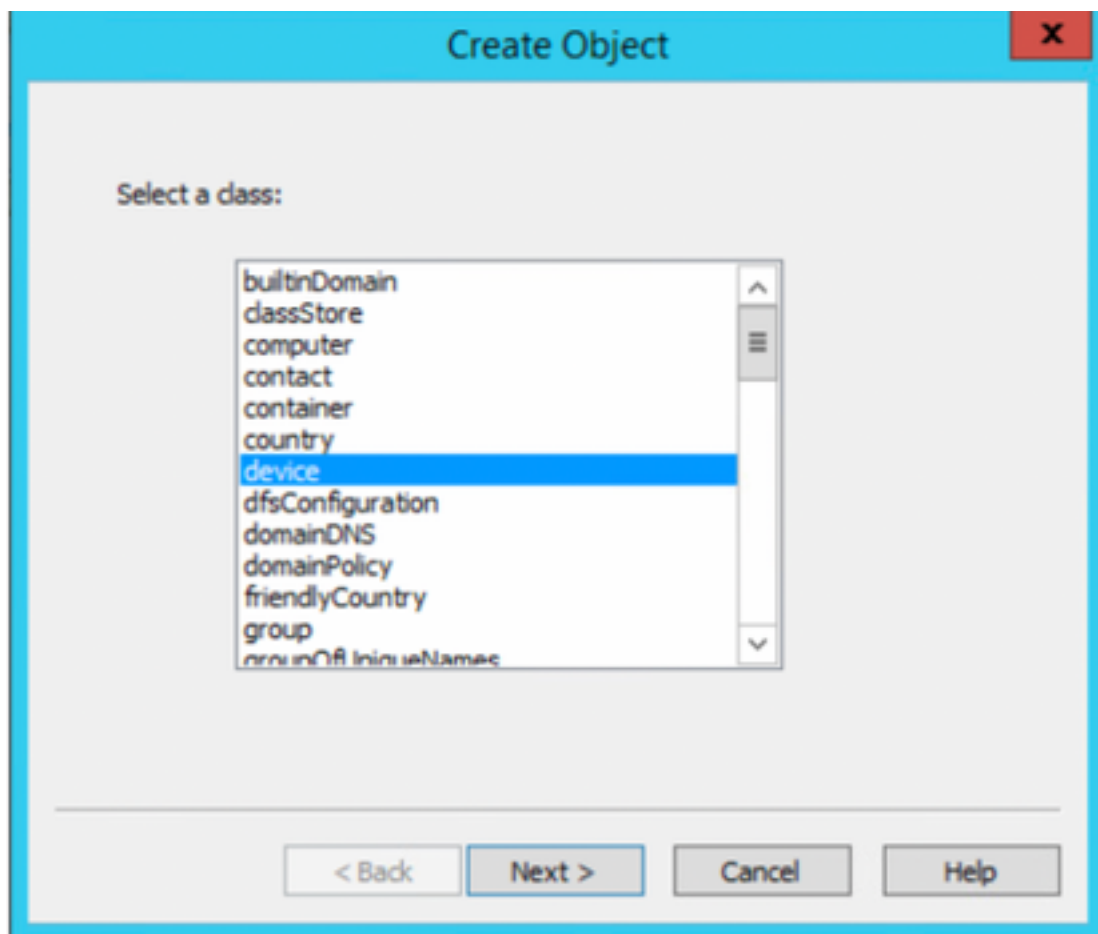 Create Object
x
Select a class:
builtinDomain
classStore
computer
contact
container
country
device
dfsConfiguration
domainDNS
domainPolicy
friendlyCountry
group
groupOfUniqueNames
< Back Next > Cancel Help